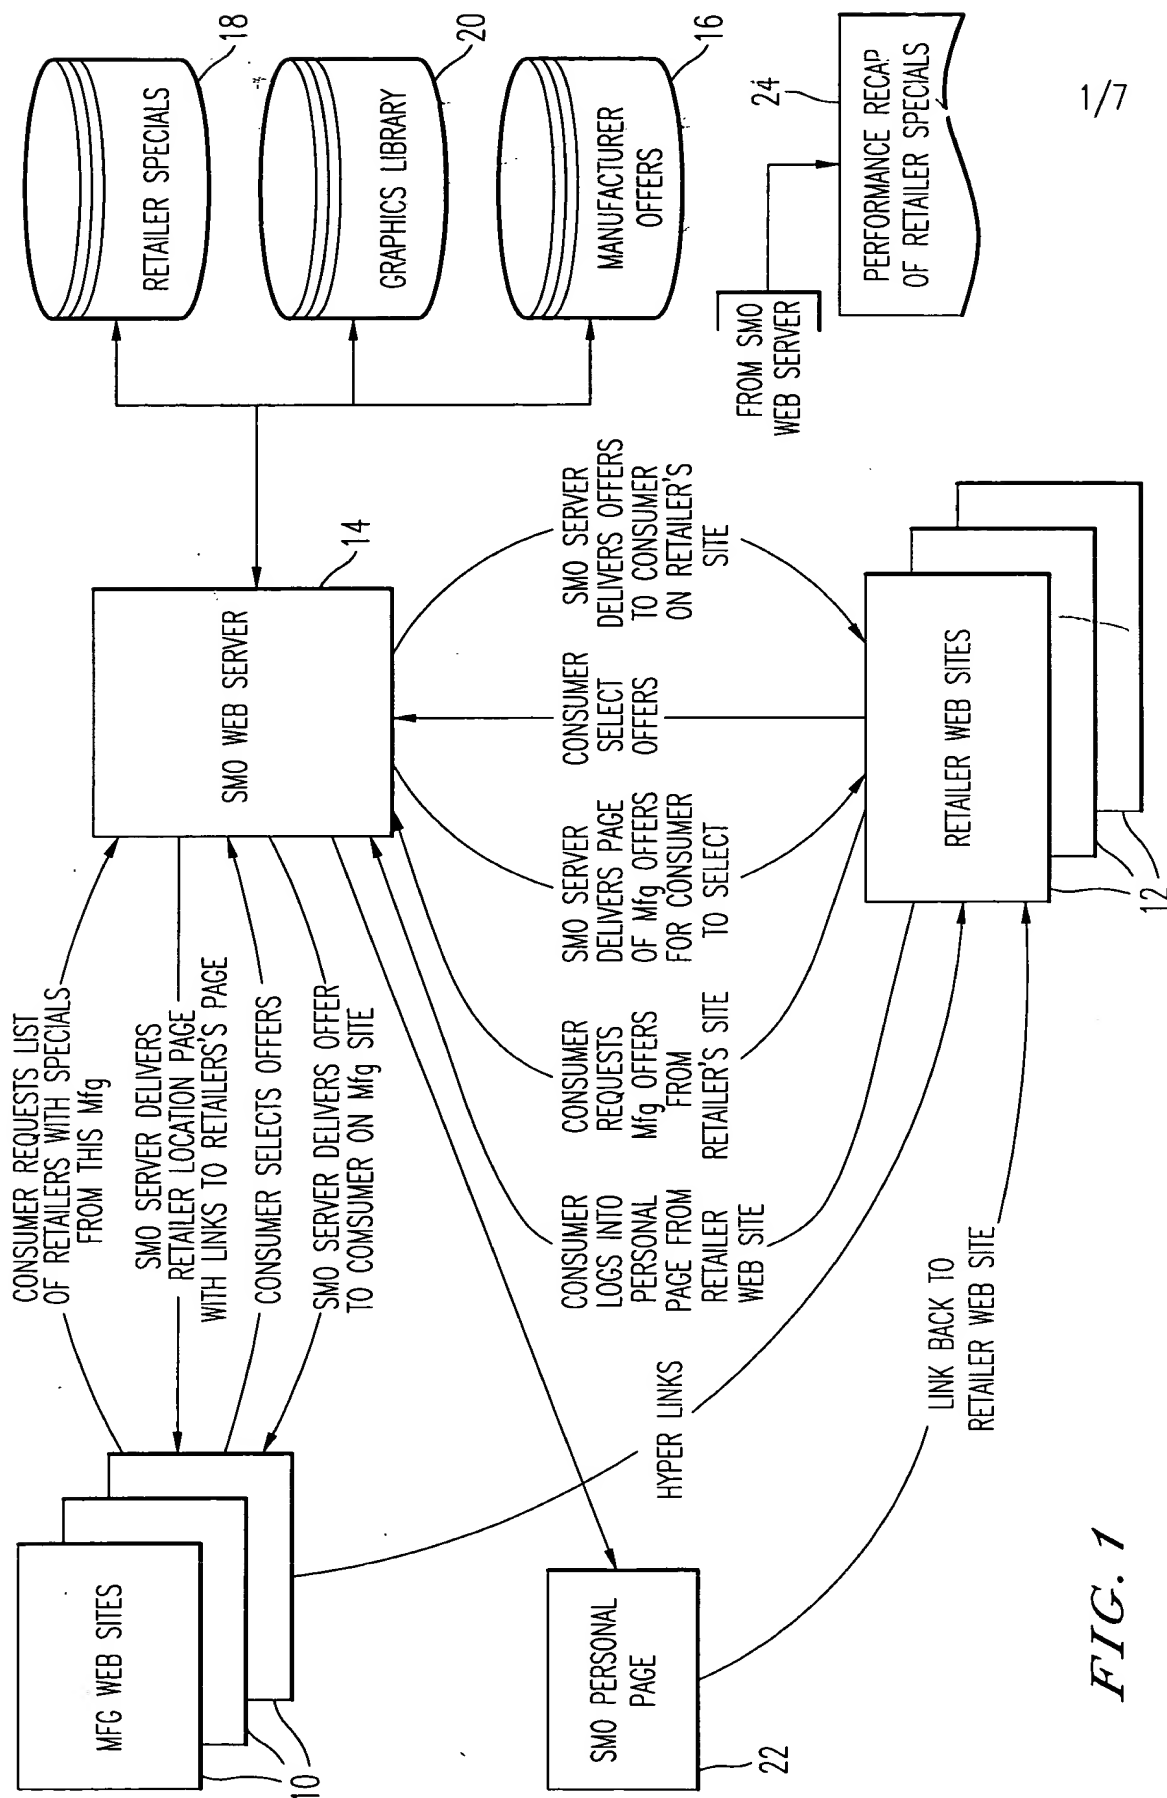 MFG WEB SITES
10
CONSUMER REQUESTS LIST
OF RETAILERS WITH SPECIALS
FROM THIS Mfg
SMO SERVER DELIVERS
RETAILER LOCATION PAGE
WITH LINKS TO RETAILERS'S PAGE
CONSUMER SELECTS OFFERS
SMO SERVER DELIVERS OFFER
TO COMSUMER ON Mfg SITE
SMO WEB SERVER
14
RETAILER SPECIALS
18
GRAPHICS LIBRARY
20
MANUFACTURER
OFFERS
16
SMO PERSONAL
PAGE
22
HYPER LINKS
LINK BACK TO
RETAILER WEB SITE
CONSUMER
LOGS INTO
PERSONAL
PAGE FROM
RETAILER
WEB SITE
CONSUMER
REQUESTS
Mfg OFFERS
FROM
RETAILER'S SITE
SMO SERVER
DELIVERS PAGE
OF Mfg OFFERS
FOR CONSUMER
TO SELECT
CONSUMER
SELECT
OFFERS
SMO SERVER
DELIVERS OFFERS
TO CONSUMER
ON RETAILER'S
SITE
RETAILER WEB SITES
12
FROM SMO
WEB SERVER
24
PERFORMANCE RECAP
OF RETAILER SPECIALS
1/7
FIG. 1